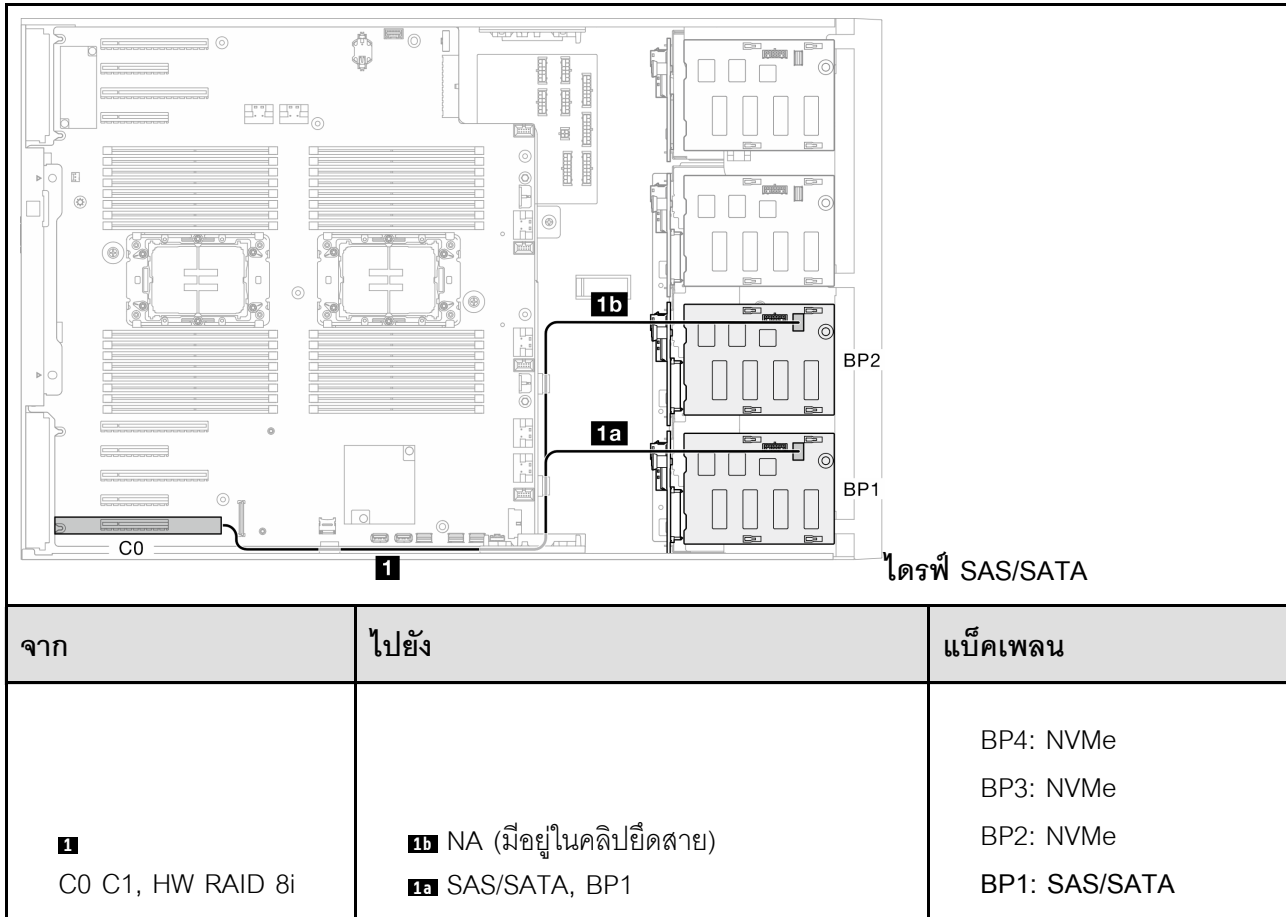 1b
BP2
1a
BP1
C0
1
ไดรฟ์ SAS/SATA
จาก
ไปยัง
แบ็คเพลน
1
C0 C1, HW RAID 8i
1b NA (มีอยู่ในคลิปยึดสาย)
1a SAS/SATA, BP1
BP4: NVMe
BP3: NVMe
BP2: NVMe
BP1: SAS/SATA